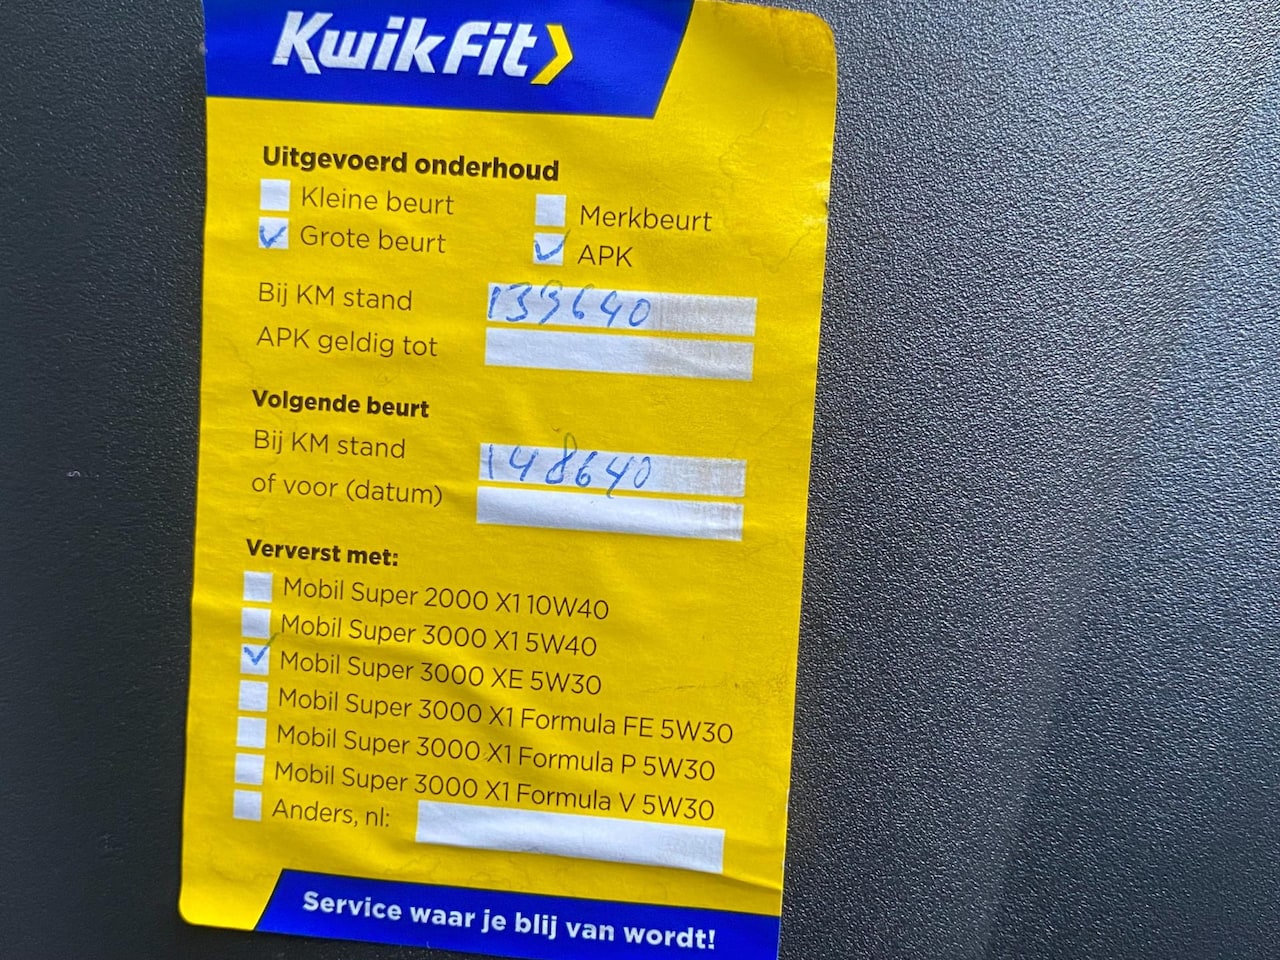 KwikFit
Uitgevoerd onderhoud
Kleine beurt
Merkbeurt
Grote beurt
APK
Bij KM stand 139640
APK geldig tot
Volgende beurt
Bij KM stand 148640
of voor (datum)
Ververst met:
Mobil Super 2000 X1 10W40
Mobil Super 3000 X1 5W40
Mobil Super 3000 XE 5W30
Mobil Super 3000 X1 Formula FE 5W30
Mobil Super 3000 X1 Formula P 5W30
Mobil Super 3000 X1 Formula V 5W30
Anders, nl:
Service waar je blij van wordt!